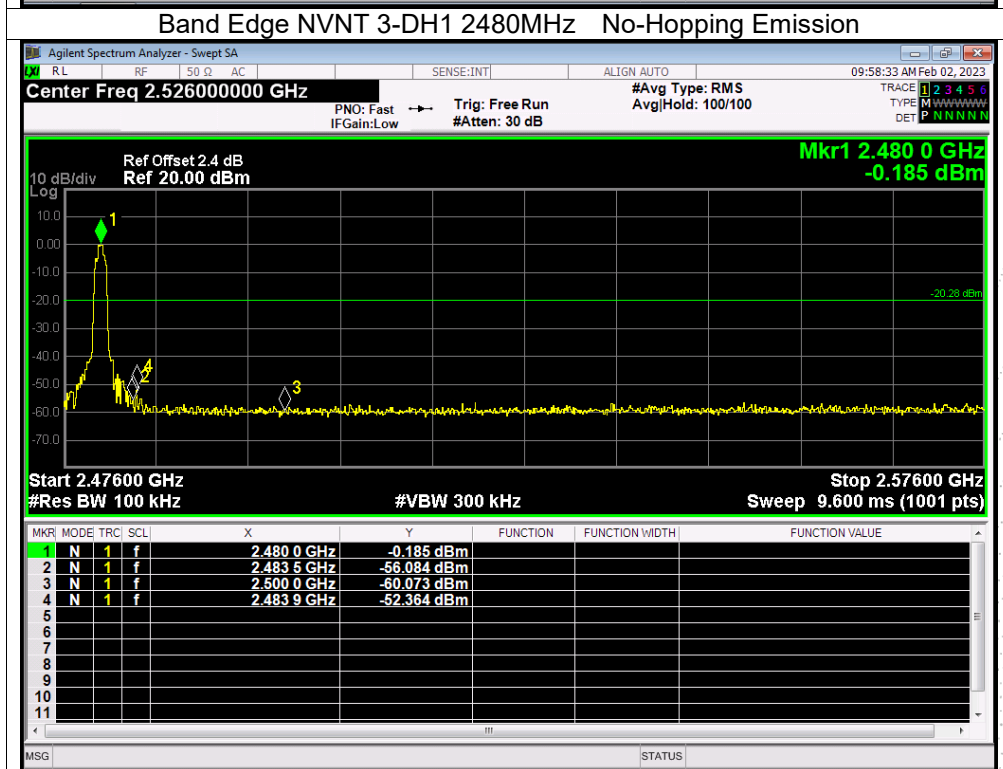 Band Edge NVNT 3-DH1 2480MHz No-Hopping Emission
Agilent Spectrum Analyzer - Swept SA
LXI RL RF 50 Ω AC SENSE:INT ALIGN AUTO 09:58:33 AM Feb 02, 2023
Center Freq 2.526000000 GHz #Avg Type: RMS TRACE 1 2 3 4 5 6
PNO: Fast Trig: Free Run Avg|Hold: 100/100 TYPE M WWWWW
IFGain:Low #Atten: 30 dB DET P N N N N N
Mkr1 2.480 0 GHz
Ref Offset 2.4 dB
-0.185 dBm
10 dB/div Ref 20.00 dBm
Log
10.0
1
0.00
-10.0
-20.0
-20.28 dBm
-30.0
-40.0
4
2
-50.0
3
-60.0
-70.0
Start 2.47600 GHz Stop 2.57600 GHz
#Res BW 100 kHz #VBW 300 kHz Sweep 9.600 ms (1001 pts)
MKR MODE TRC SCL X Y FUNCTION FUNCTION WIDTH FUNCTION VALUE
1 N 1 f 2.480 0 GHz -0.185 dBm
2 N 1 f 2.483 5 GHz -56.084 dBm
3 N 1 f 2.500 0 GHz -60.073 dBm
4 N 1 f 2.483 9 GHz -52.364 dBm
5
6
7
8
9
10
11
MSG STATUS